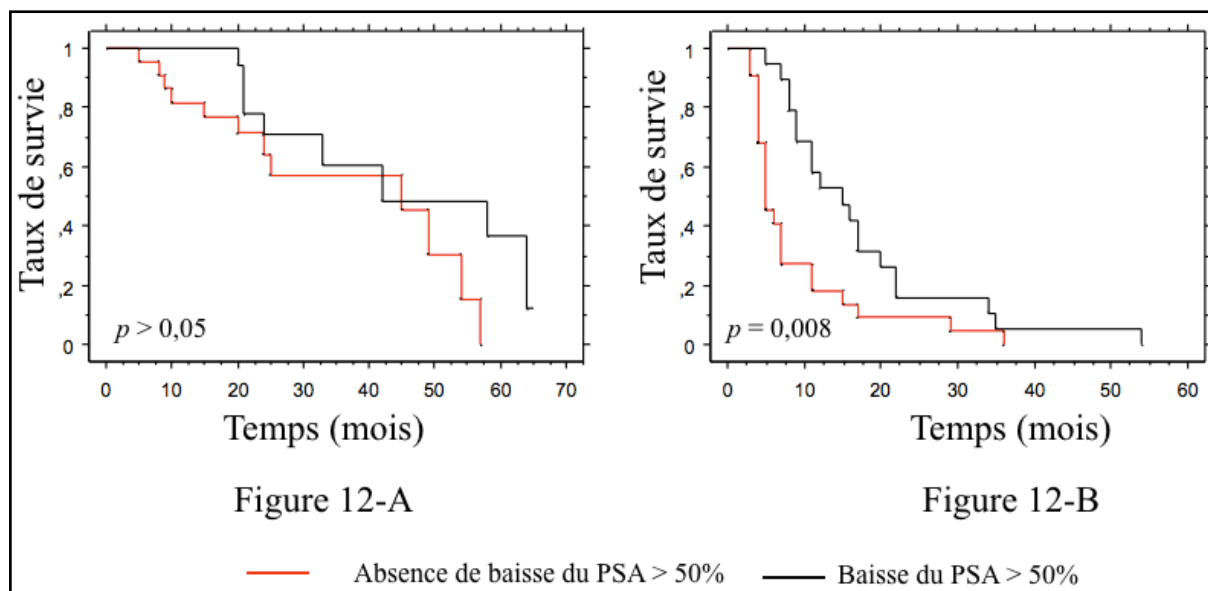 Taux de survie
1
,8
,6
,4
,2
0
p > 0,05
0 10 20 30 40 50 60 70
Temps (mois)
Figure 12-A
Taux de survie
1
,8
,6
,4
,2
0
p = 0,008
0 10 20 30 40 50 60
Temps (mois)
Figure 12-B
Absence de baisse du PSA > 50%
Baisse du PSA > 50%